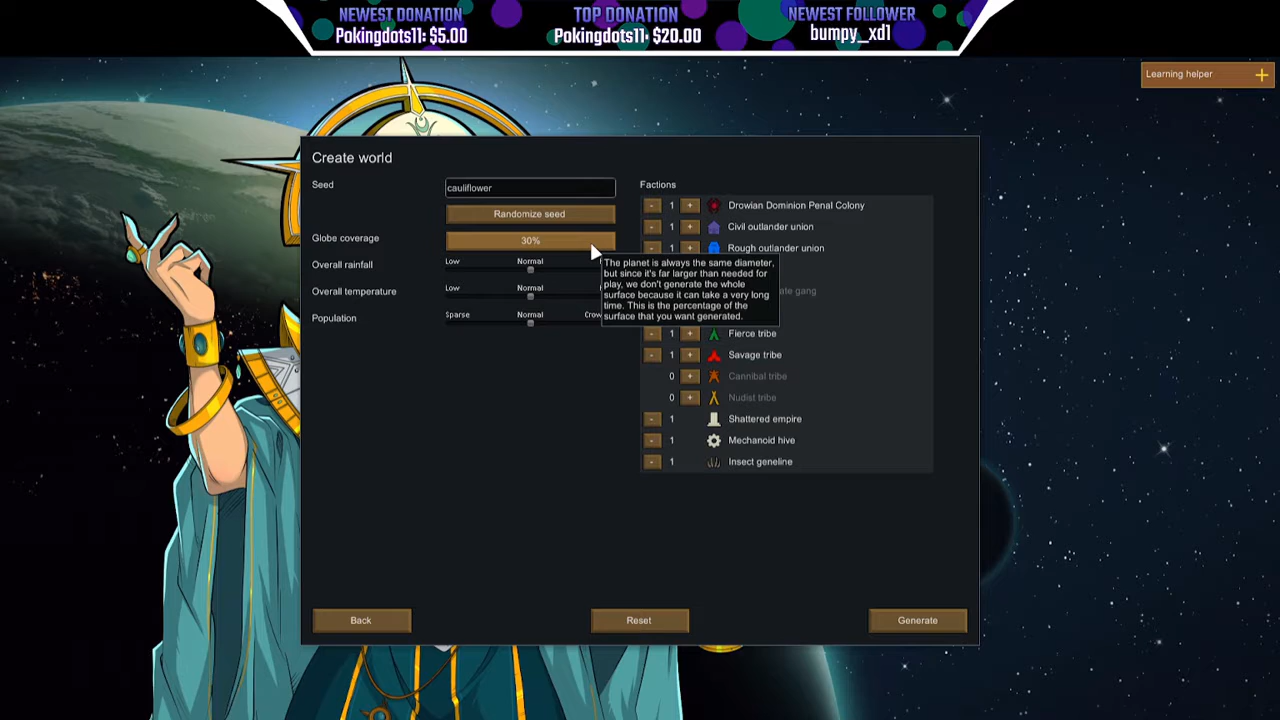 NEWEST DONATION
Pokingdots11: $5.00
TOP DONATION
Pokingdots11: $20.00
NEWEST FOLLOWER
bumpy_xd1
Learning helper
Create world
Seed
cauliflower
Randomize seed
Globe coverage
30%
Overall rainfall
Low Normal
Overall temperature
Low Normal
Population
Sparse Normal Crow
The planet is always the same diameter,
but since it's far larger than needed for
play, we don't generate the whole
surface because it can take a very long
time. This is the percentage of the
surface that you want generated.
Factions
- 1 + Drowian Dominion Penal Colony
- 1 + Civil outlander union
- 1 + Rough outlander union
ate gang
- 1 + Fierce tribe
- 1 + Savage tribe
0 + Cannibal tribe
0 + Nudist tribe
- 1 Shattered empire
- 1 Mechanoid hive
- 1 Insect geneline
Back
Reset
Generate